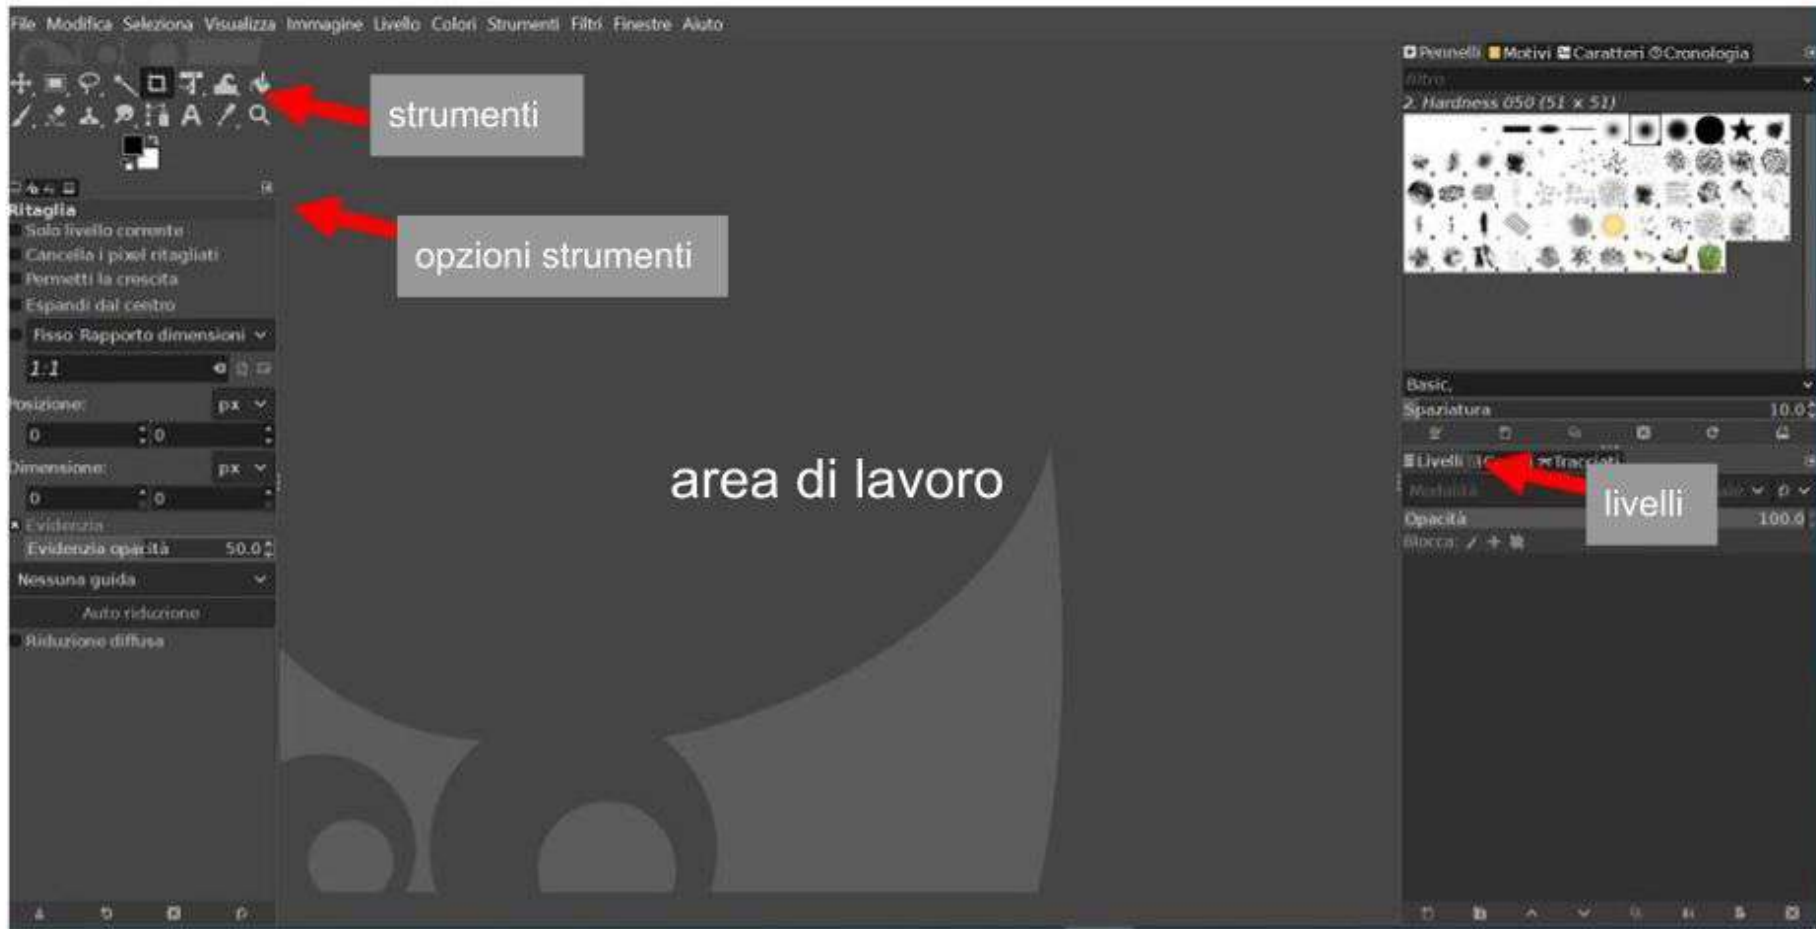 File Modifica Seleziona Visualizza Immagine Livello Colori Strumenti Filtri Finestre Aiuto
strumenti
opzioni strumenti
Ritaglia
Solo livello corrente
Cancella i pixel ritagliati
Permetti la crescita
Espandi dal centro
Fisso Rapporto dimensioni
1:1
Posizione: px
0 0
Dimensione: px
0 0
Evidenzia
Evidenzia opacità 50.0
Nessuna guida
Auto riduzione
Riduzione diffusa
area di lavoro
Pennelli Motivi Caratteri Cronologia
filtro
2. Hardness 050 (51 x 51)
Basic,
Spaziatura 10.0
Livelli Tracciati
Modalità
livelli
Opacità 100.0
Blocca: